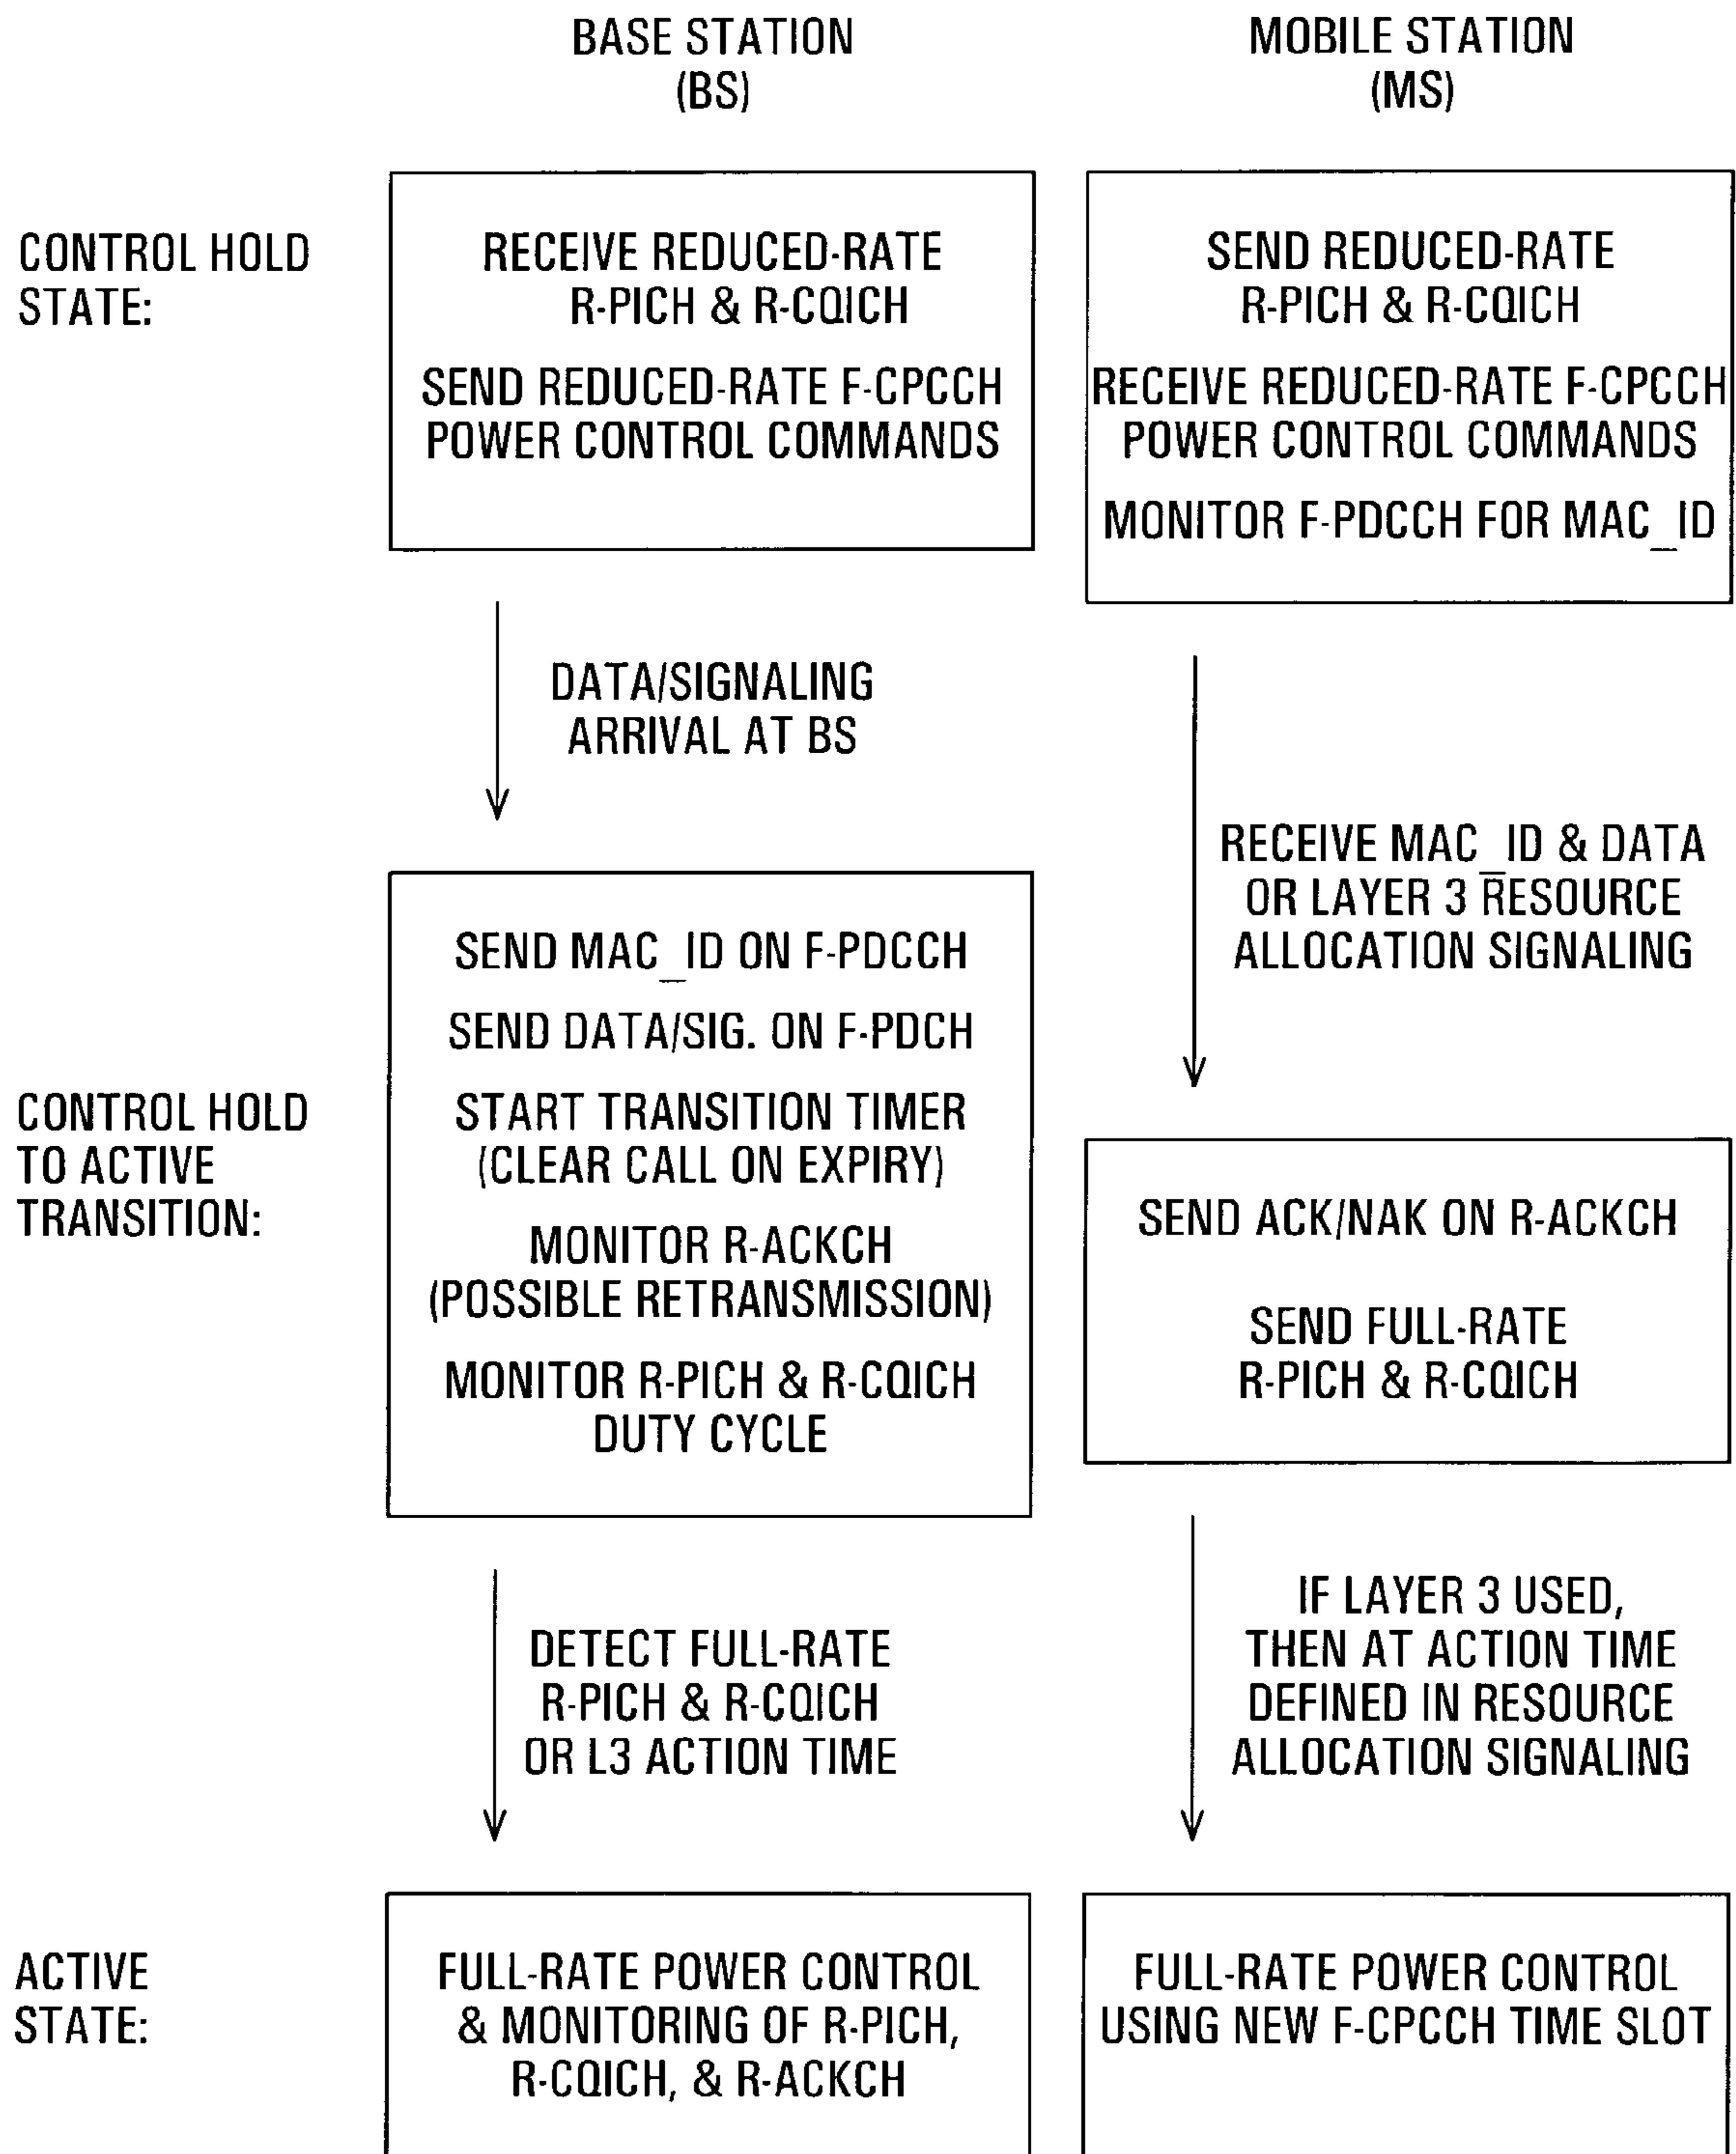 BASE STATION
(BS)
MOBILE STATION
(MS)
CONTROL HOLD
STATE:
RECEIVE REDUCED-RATE
R-PICH & R-CQICH
SEND REDUCED-RATE F-CPCCH
POWER CONTROL COMMANDS
SEND REDUCED-RATE
R-PICH & R-CQICH
RECEIVE REDUCED-RATE F-CPCCH
POWER CONTROL COMMANDS
MONITOR F-PDCCH FOR MAC_ID
DATA/SIGNALING
ARRIVAL AT BS
RECEIVE MAC_ID & DATA
OR LAYER 3 RESOURCE
ALLOCATION SIGNALING
CONTROL HOLD
TO ACTIVE
TRANSITION:
SEND MAC_ID ON F-PDCCH
SEND DATA/SIG. ON F-PDCH
START TRANSITION TIMER
(CLEAR CALL ON EXPIRY)
MONITOR R-ACKCH
(POSSIBLE RETRANSMISSION)
MONITOR R-PICH & R-CQICH
DUTY CYCLE
SEND ACK/NAK ON R-ACKCH
SEND FULL-RATE
R-PICH & R-CQICH
DETECT FULL-RATE
R-PICH & R-CQICH
OR L3 ACTION TIME
IF LAYER 3 USED,
THEN AT ACTION TIME
DEFINED IN RESOURCE
ALLOCATION SIGNALING
ACTIVE
STATE:
FULL-RATE POWER CONTROL
& MONITORING OF R-PICH,
R-CQICH, & R-ACKCH
FULL-RATE POWER CONTROL
USING NEW F-CPCCH TIME SLOT